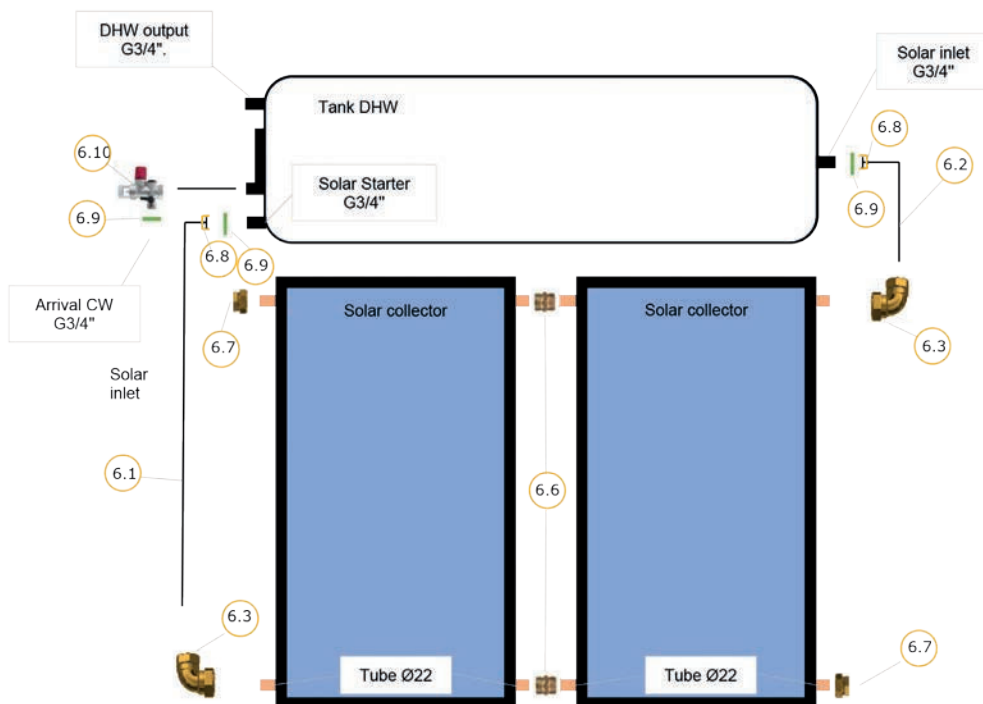 DHW output
G3/4".
Solar inlet
G3/4"
Tank DHW
6.8
6.10
6.2
Solar Starter
G3/4"
6.9
6.9
6.8
6.9
Arrival CW
G3/4"
Solar collector
Solar collector
6.7
6.3
Solar
inlet
6.1
6.6
6.3
6.7
Tube Ø22
Tube Ø22